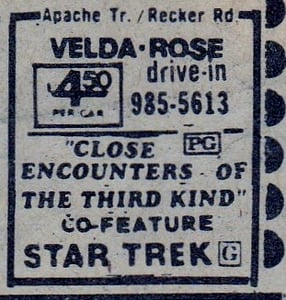 Apache Tr. / Recker Rd.
VELDA·ROSE
4.50 drive-in
PER CAR 985-5613
"CLOSE PG
ENCOUNTERS OF
THE THIRD KIND"
CO-FEATURE
STAR TREK G